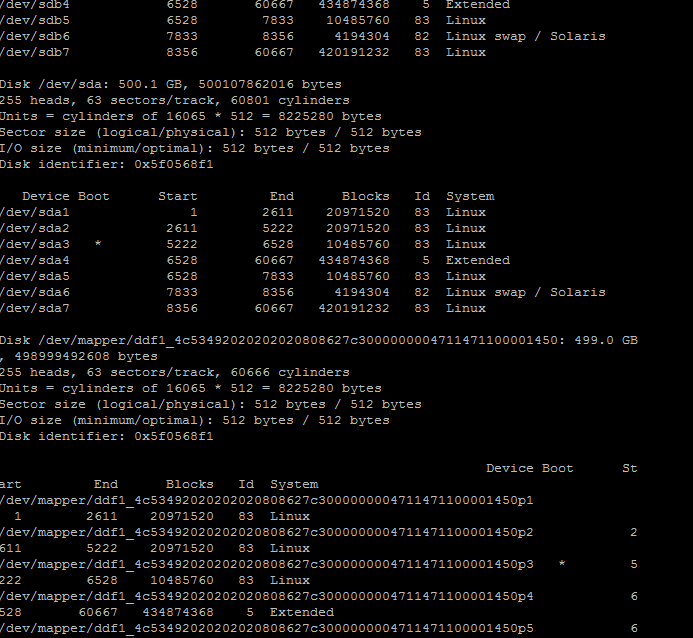 /dev/sdb4            6528       60667   434874368    5  Extended
/dev/sdb5            6528        7833    10485760   83  Linux
/dev/sdb6            7833        8356     4194304   82  Linux swap / Solaris
/dev/sdb7            8356       60667   420191232   83  Linux
Disk /dev/sda: 500.1 GB, 500107862016 bytes
255 heads, 63 sectors/track, 60801 cylinders
Units = cylinders of 16065 * 512 = 8225280 bytes
Sector size (logical/physical): 512 bytes / 512 bytes
I/O size (minimum/optimal): 512 bytes / 512 bytes
Disk identifier: 0x5f0568f1
   Device Boot      Start         End      Blocks   Id  System
/dev/sda1               1        2611    20971520   83  Linux
/dev/sda2            2611        5222    20971520   83  Linux
/dev/sda3   *        5222        6528    10485760   83  Linux
/dev/sda4            6528       60667   434874368    5  Extended
/dev/sda5            6528        7833    10485760   83  Linux
/dev/sda6            7833        8356     4194304   82  Linux swap / Solaris
/dev/sda7            8356       60667   420191232   83  Linux
Disk /dev/mapper/ddf1_4c53492020202020808627c3000000004711471100001450: 499.0 GB
, 498999492608 bytes
255 heads, 63 sectors/track, 60666 cylinders
Units = cylinders of 16065 * 512 = 8225280 bytes
Sector size (logical/physical): 512 bytes / 512 bytes
I/O size (minimum/optimal): 512 bytes / 512 bytes
Disk identifier: 0x5f0568f1
Device Boot      St
art         End      Blocks   Id  System
/dev/mapper/ddf1_4c53492020202020808627c3000000004711471100001450p1
  1        2611    20971520   83  Linux
/dev/mapper/ddf1_4c53492020202020808627c3000000004711471100001450p2            2
611        5222    20971520   83  Linux
/dev/mapper/ddf1_4c53492020202020808627c3000000004711471100001450p3   *        5
222        6528    10485760   83  Linux
/dev/mapper/ddf1_4c53492020202020808627c3000000004711471100001450p4            6
528       60667   434874368    5  Extended
/dev/mapper/ddf1_4c53492020202020808627c3000000004711471100001450p5            6